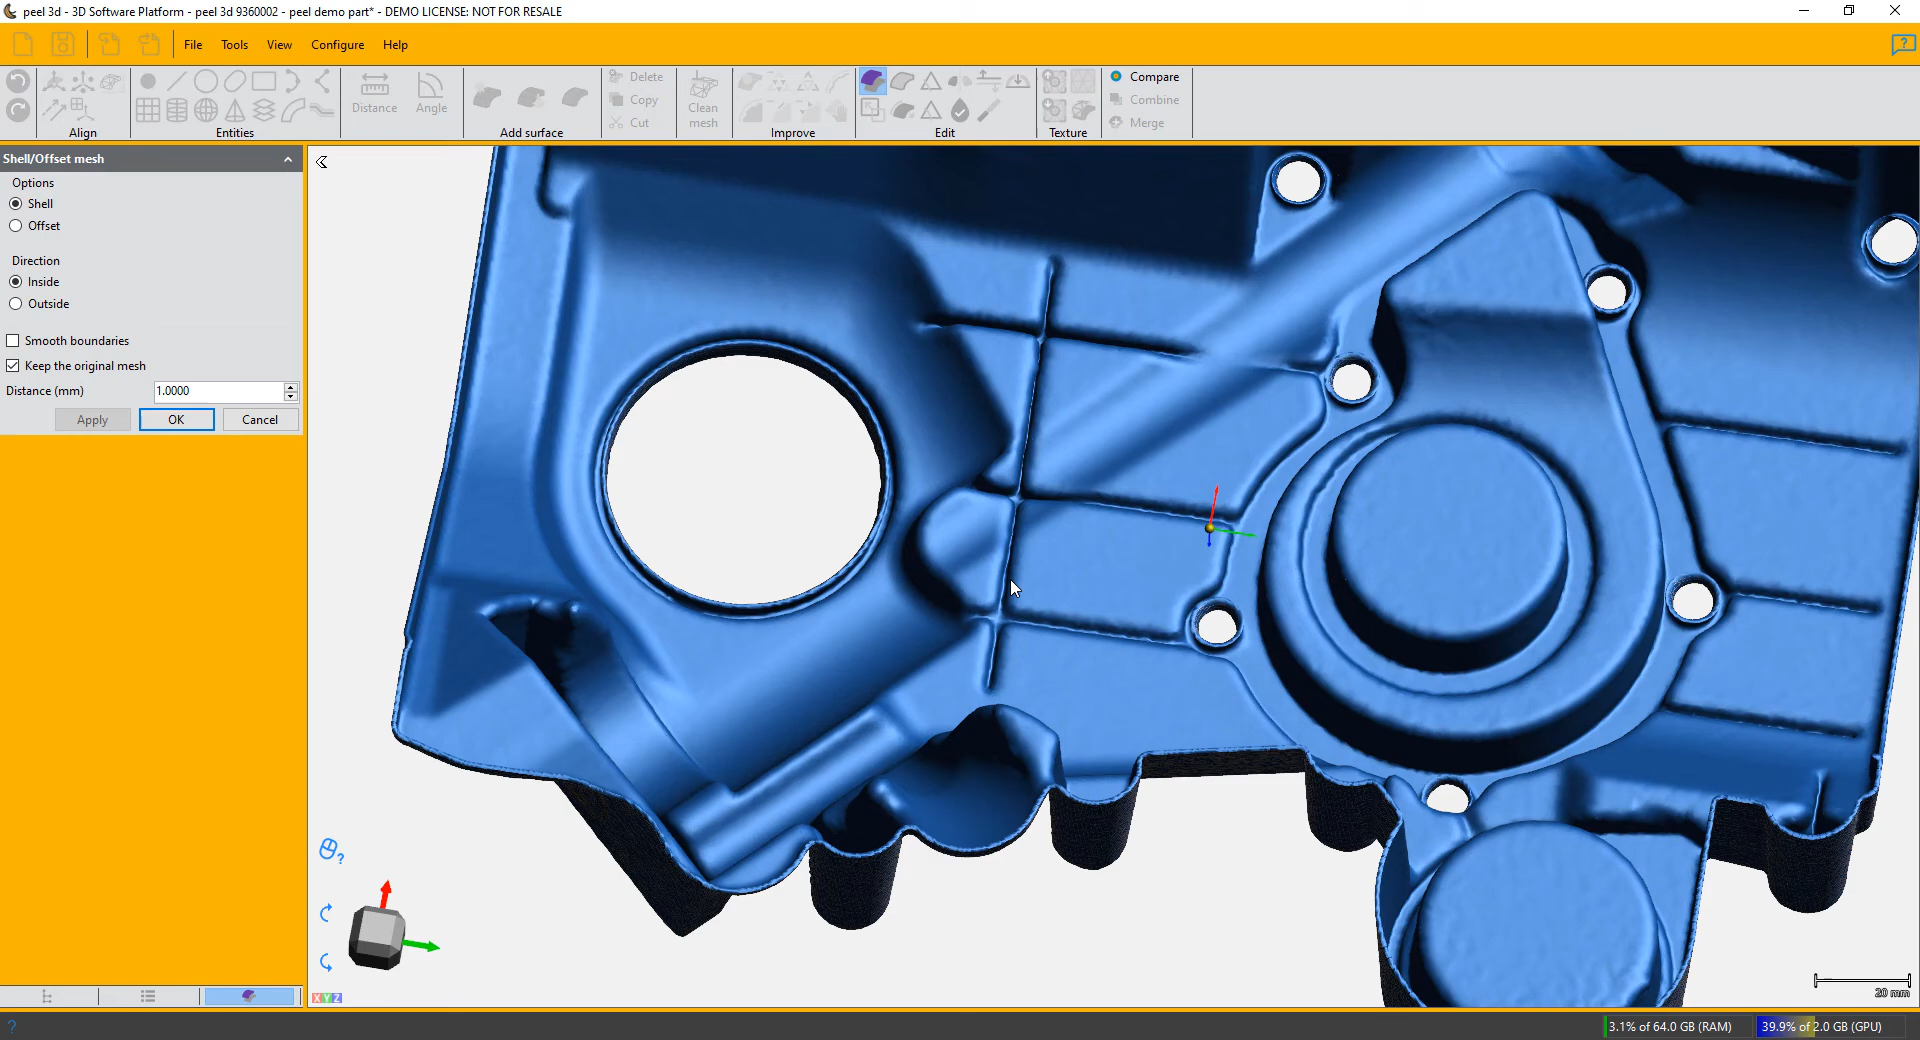 peel 3d - 3D Software Platform - peel 3d 9360002 - peel demo part* - DEMO LICENSE: NOT FOR RESALE
File Tools View Configure Help
Distance Angle
Delete
Copy
Cut
Clean mesh
Compare
Combine
Merge
Align Entities Add surface Improve Edit Texture
Shell/Offset mesh
Options
Shell
Offset
Direction
Inside
Outside
Smooth boundaries
Keep the original mesh
Distance (mm) 1.0000
Apply OK Cancel
?
XYZ
20 mm
? 3.1% of 64.0 GB (RAM) 39.9% of 2.0 GB (GPU)